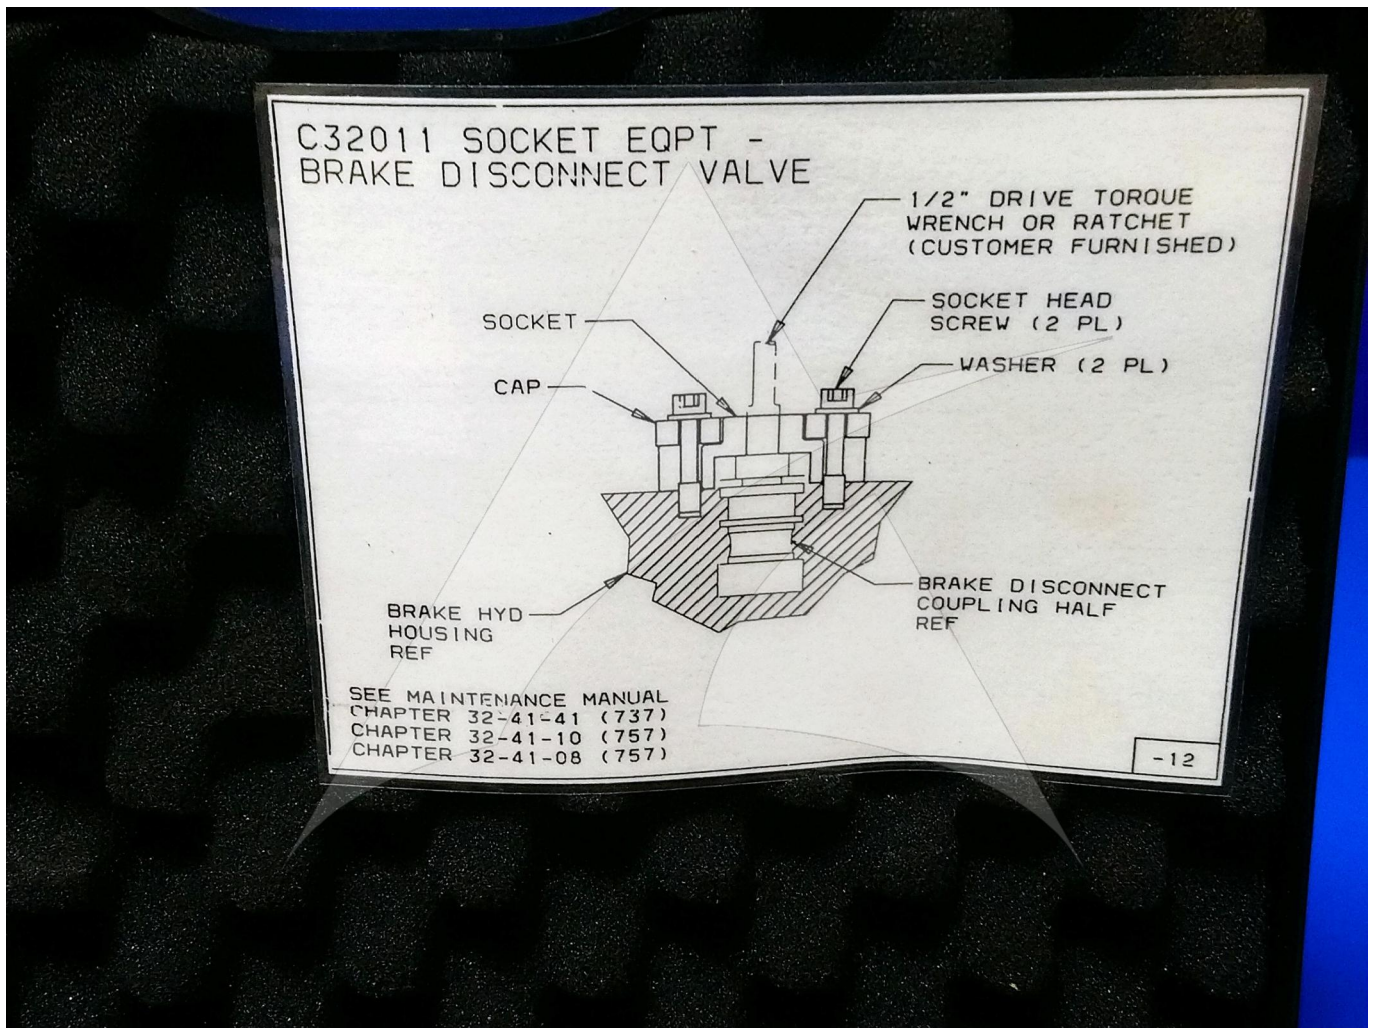 C32011 SOCKET EQPT -
BRAKE DISCONNECT VALVE
1/2" DRIVE TORQUE
WRENCH OR RATCHET
(CUSTOMER FURNISHED)
SOCKET HEAD
SCREW (2 PL)
SOCKET
WASHER (2 PL)
CAP
BRAKE DISCONNECT
COUPLING HALF
REF
BRAKE HYD
HOUSING
REF
SEE MAINTENANCE MANUAL
CHAPTER 32-41-41 (737)
CHAPTER 32-41-10 (757)
CHAPTER 32-41-08 (757)
-12